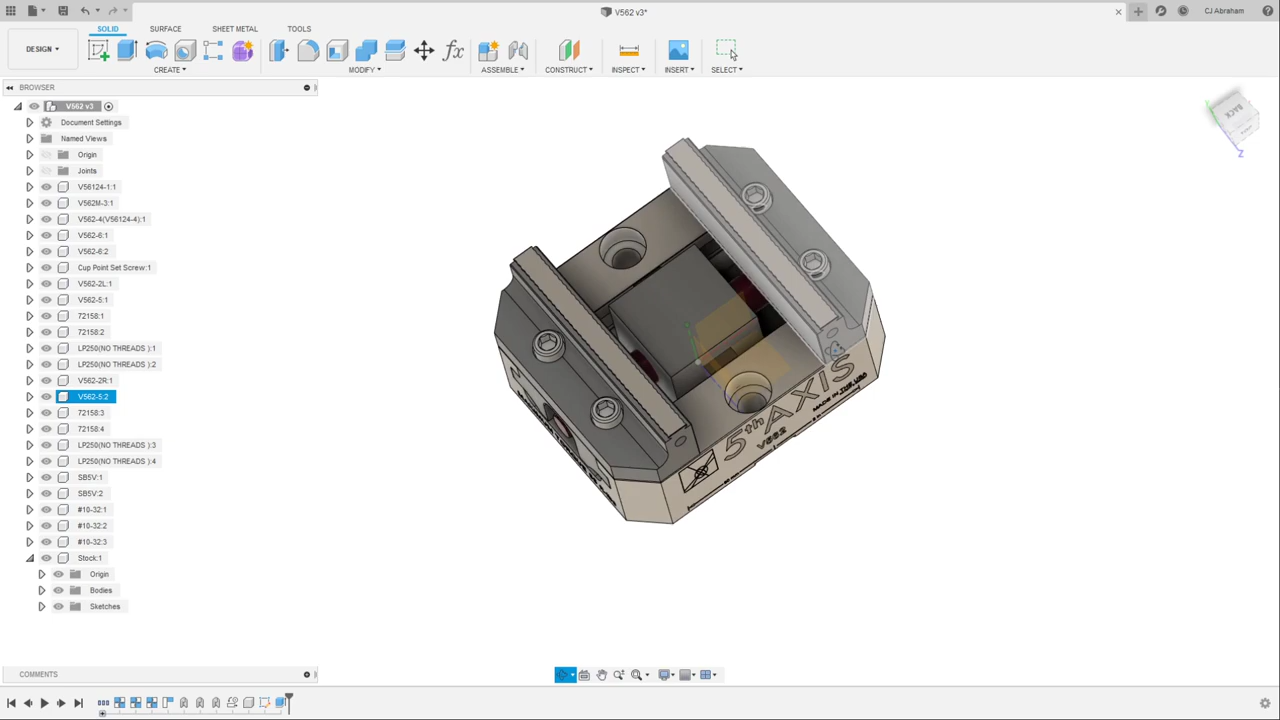 V562 v3*
CJ Abraham
DESIGN
SOLID SURFACE SHEET METAL TOOLS
CREATE MODIFY ASSEMBLE CONSTRUCT INSPECT INSERT SELECT
BROWSER
V562 v3
Document Settings
Named Views
Origin
Joints
V56124-1:1
V562M-3:1
V562-4(V56124-4):1
V562-6:1
V562-6:2
Cup Point Set Screw:1
V562-2L:1
V562-5:1
72158:1
72158:2
LP250(NO THREADS ):1
LP250(NO THREADS ):2
V562-2R:1
V562-5:2
72158:3
72158:4
LP250(NO THREADS ):3
LP250(NO THREADS ):4
SB5V:1
SB5V:2
#10-32:1
#10-32:2
#10-32:3
Stock:1
Origin
Bodies
Sketches
BACK
Z
5th AXIS
V562
MADE IN THE USA
COMMENTS